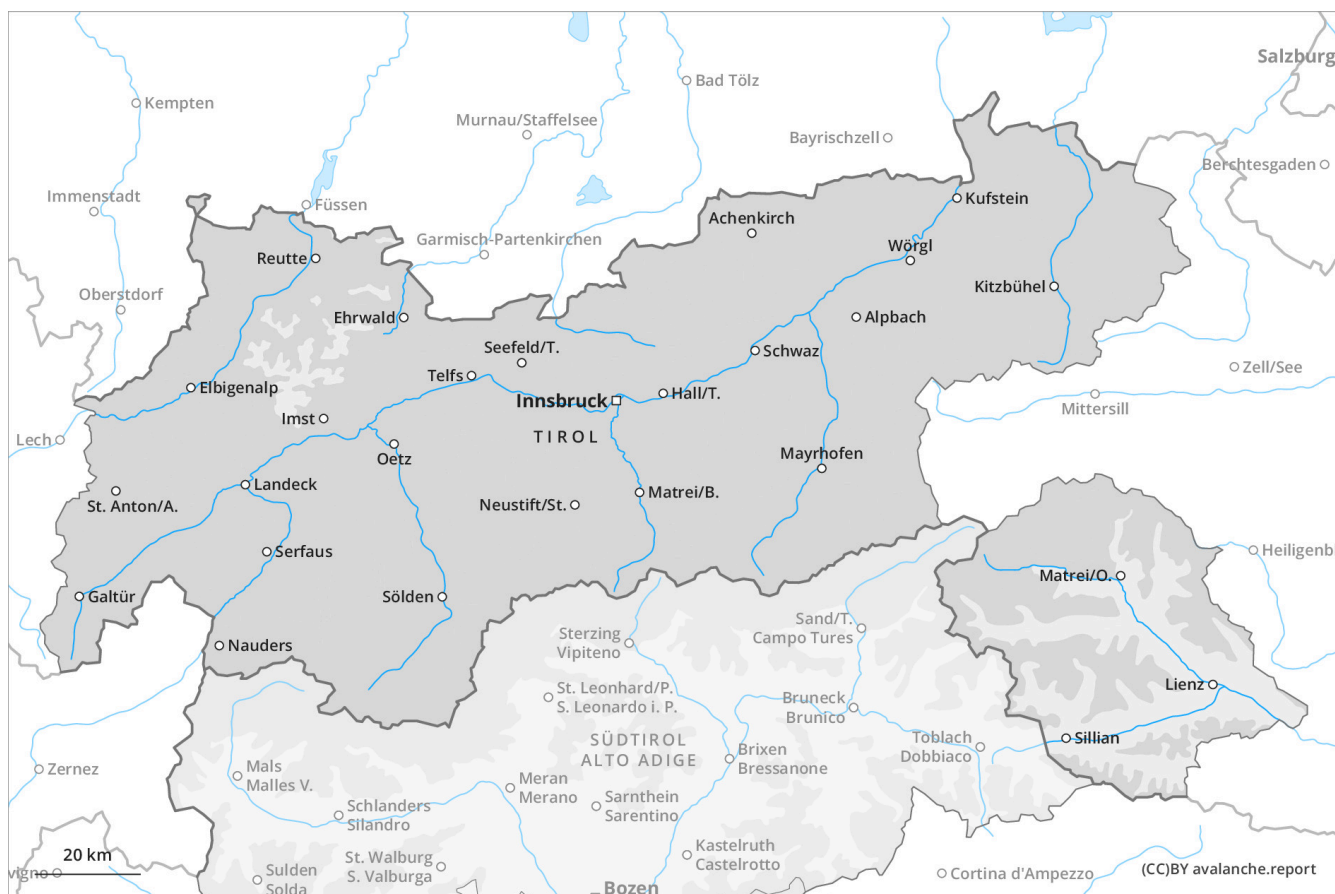 Salzburg
Bad Tölz
Kempten
Murnau/Staffelsee
Bayrischzell
Berchtesgaden
Immenstadt
Füssen
Kufstein
Achenkirch
Garmisch-Partenkirchen
Wörgl
Reutte
Kitzbühel
Oberstdorf
Ehrwald
Alpbach
Seefeld/T.
Schwaz
Zell/See
Telfs
Elbigenalp
Hall/T.
Innsbruck
Mittersill
Imst
TIROL
Lech
Oetz
Mayrhofen
Landeck
Matrei/B.
St. Anton/A.
Neustift/St.
Serfaus
Heiligenb
Matrei/O.
Galtür
Sölden
Sand/T.
Campo Tures
Sterzing
Vipiteno
Nauders
Lienz
St. Leonhard/P.
S. Leonardo i. P.
Bruneck
Brunico
Sillian
SÜDTIROL
ALTO ADIGE
Toblach
Dobbiaco
Brixen
Bressanone
Zernez
Mals
Malles V.
Meran
Merano
Sarnthein
Sarentino
Schlanders
Silandro
Kastelruth
Castelrotto
20 km
St. Walburg
S. Valburga
vigno
Sulden
Solda
Cortina d'Ampezzo
(CC)BY avalanche.report
Bozen